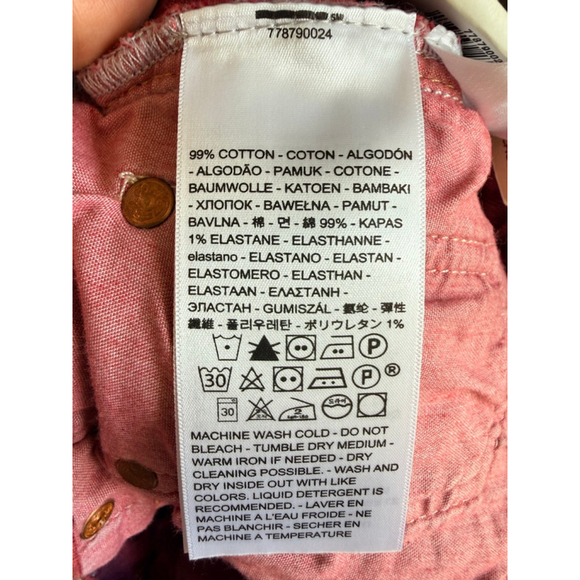 778790024
99% COTTON - COTON - ALGODÓN
- ALGODÃO - PAMUK - COTONE -
BAUMWOLLE - KATOEN - BAMBAKI
- ХЛОПОК - BAWEŁNA - PAMUT -
BAVLNA - 棉 - 면 - 綿 99% - KAPAS
1% ELASTANE - ELASTHANNE -
elastano - ELASTANO - ELASTAN -
ELASTOMERO - ELASTHAN -
ELASTAAN - ΕΛΑΣΤΑΝΗ -
ЭЛАСТАН - GUMISZÁL - 氨纶 - 彈性
纖維 - 폴리우레탄 - ポリウレタン 1%
P
30 P ®
30
MACHINE WASH COLD - DO NOT
BLEACH - TUMBLE DRY MEDIUM -
WARM IRON IF NEEDED - DRY
CLEANING POSSIBLE. - WASH AND
DRY INSIDE OUT WITH LIKE
COLORS. LIQUID DETERGENT IS
RECOMMENDED. - LAVER EN
MACHINE A L'EAU FROIDE - NE
PAS BLANCHIR - SECHER EN
MACHINE A TEMPERATURE
77879002